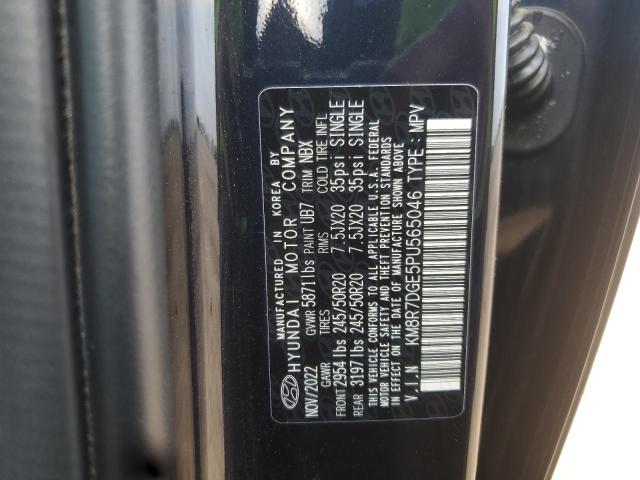 MANUFACTURED IN KOREA BY
HYUNDAI MOTOR COMPANY
NOV/2022 GVWR 5871 lbs PAINT UB7 TRIM NBX
GAWR TIRES RIMS COLD TIRE INFL
FRONT 2954 lbs 245/50R20 7.5JX20 35psi SINGLE
REAR 3197 lbs 245/50R20 7.5JX20 35psi SINGLE
THIS VEHICLE CONFORMS TO ALL APPLICABLE U.S.A. FEDERAL
MOTOR VEHICLE SAFETY AND THEFT PREVENTION STANDARDS
IN EFFECT ON THE DATE OF MANUFACTURE SHOWN ABOVE
V.I.N KM8R7DGE5PU565046 TYPE : MPV